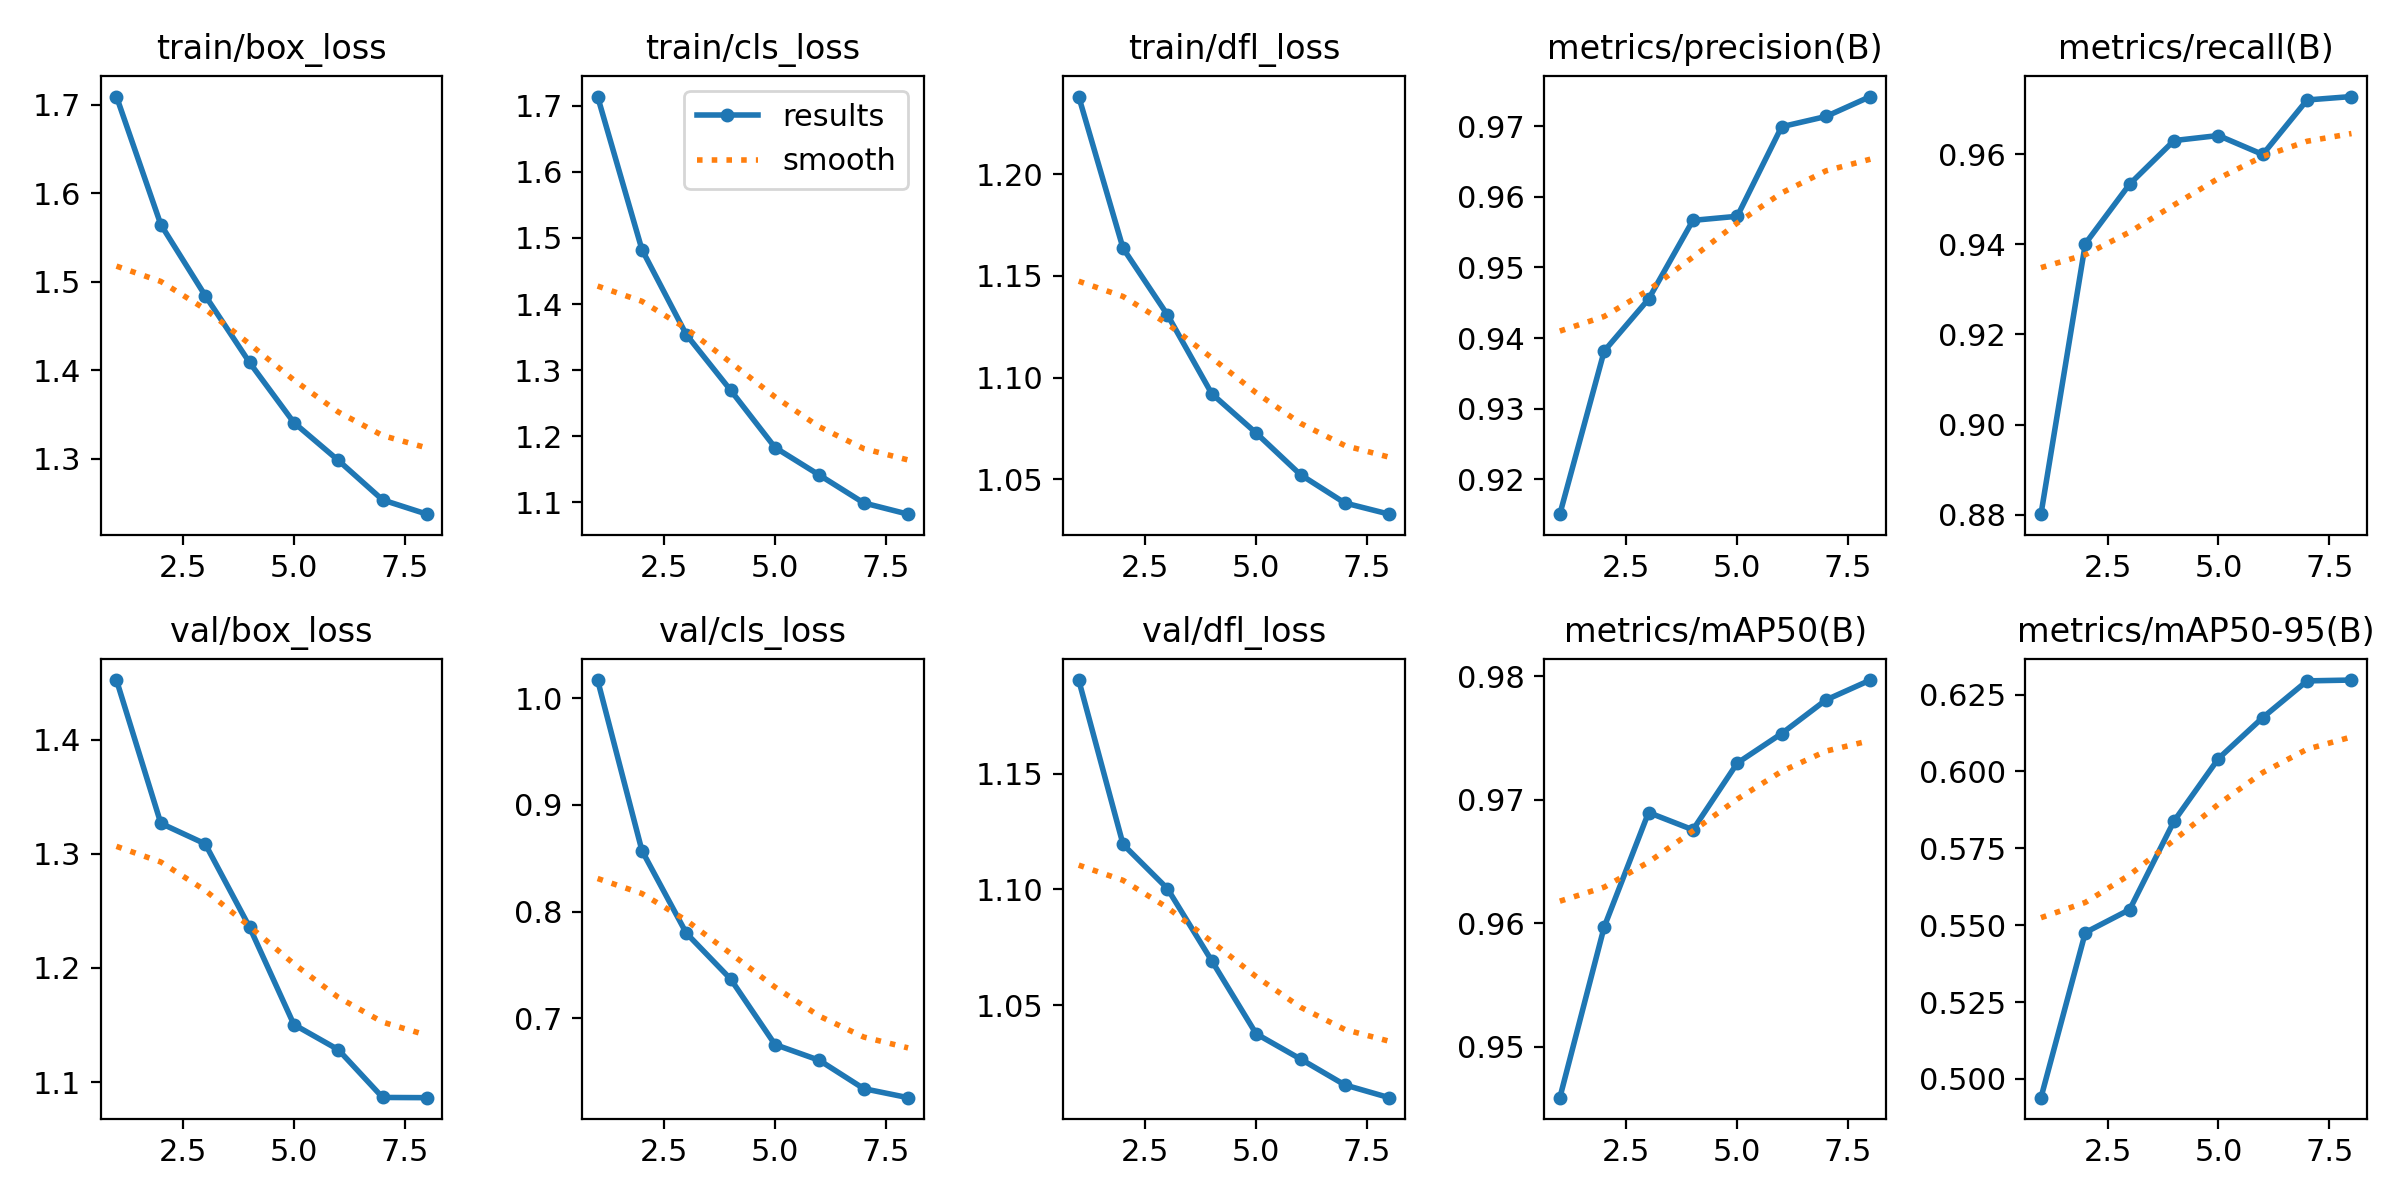 train/box_loss
train/cls_loss
train/dfl_loss
metrics/precision(B)
metrics/recall(B)
1.7
1.6
1.5
1.4
1.3
2.5 5.0 7.5
1.7
1.6
1.5
1.4
1.3
1.2
1.1
results
smooth
2.5 5.0 7.5
1.20
1.15
1.10
1.05
2.5 5.0 7.5
0.97
0.96
0.95
0.94
0.93
0.92
2.5 5.0 7.5
0.96
0.94
0.92
0.90
0.88
2.5 5.0 7.5
val/box_loss
val/cls_loss
val/dfl_loss
metrics/mAP50(B)
metrics/mAP50-95(B)
1.4
1.3
1.2
1.1
2.5 5.0 7.5
1.0
0.9
0.8
0.7
2.5 5.0 7.5
1.15
1.10
1.05
2.5 5.0 7.5
0.98
0.97
0.96
0.95
2.5 5.0 7.5
0.625
0.600
0.575
0.550
0.525
0.500
2.5 5.0 7.5